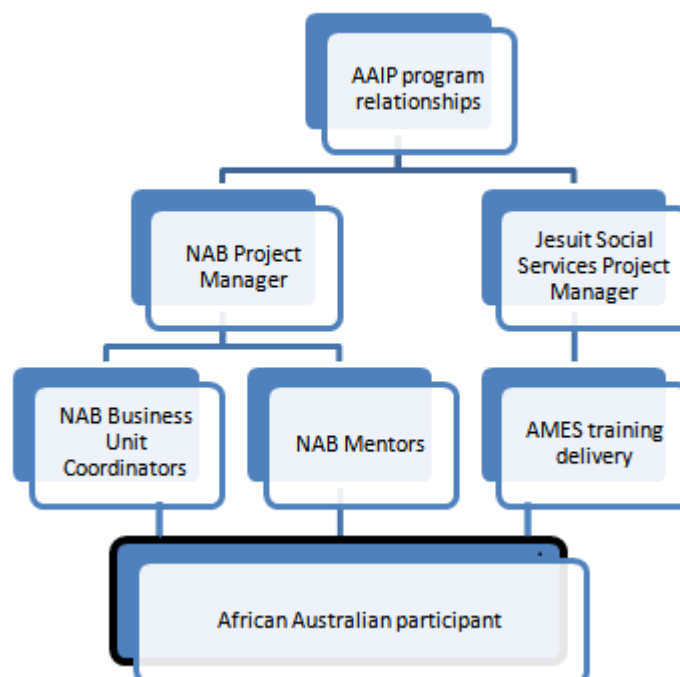 AAIP program
relationships
NAB Project
Manager
Jesuit Social
Services Project
Manager
NAB Business
Unit
Coordinators
NAB Mentors
AMES training
delivery
African Australian participant